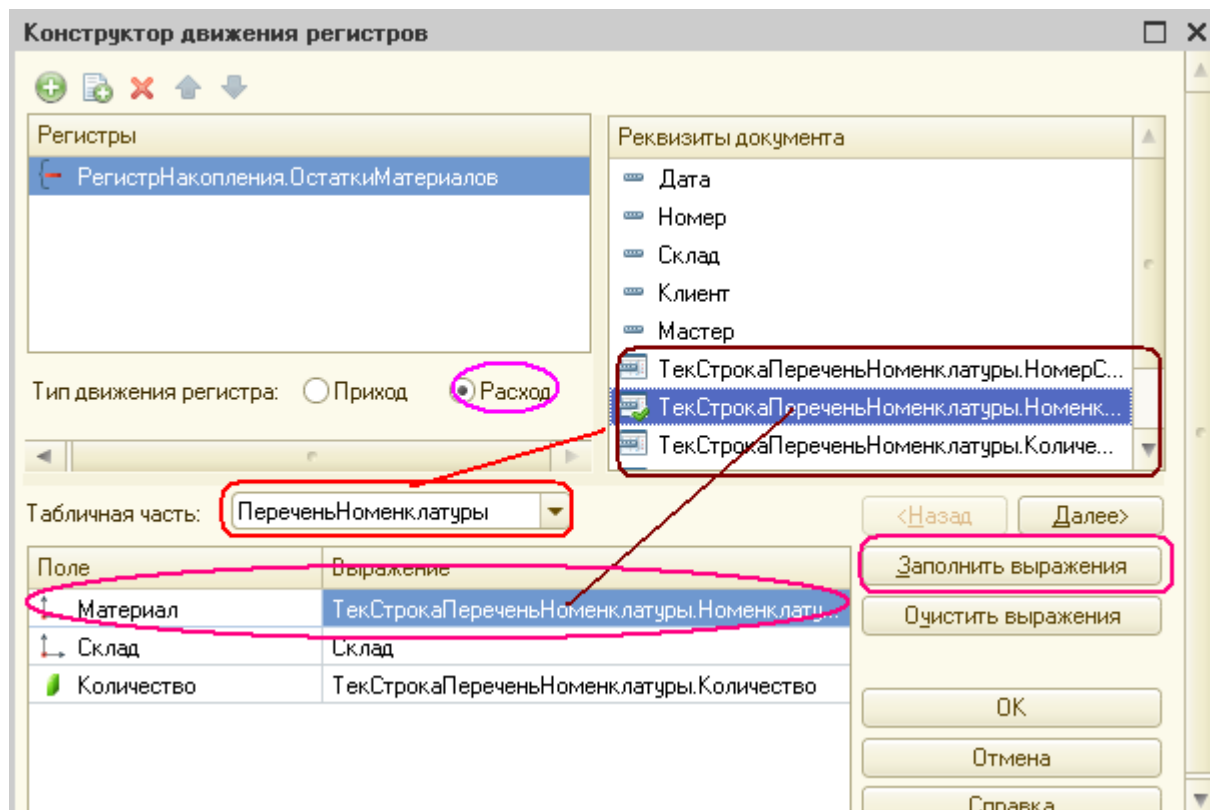 Конструктор движения регистров
Регистры
РегистрНакопления.ОстаткиМатериалов
Реквизиты документа
Дата
Номер
Склад
Клиент
Мастер
ТекСтрокаПереченьНоменклатуры.НомерС...
ТекСтрокаПереченьНоменклатуры.Номенк...
ТекСтрокаПереченьНоменклатуры.Количе...
Тип движения регистра: Приход Расход
Табличная часть: ПереченьНоменклатуры
<Назад Далее>
Поле Выражение
Материал ТекСтрокаПереченьНоменклатуры.Номенклату...
Склад Склад
Количество ТекСтрокаПереченьНоменклатуры.Количество
Заполнить выражения
Очистить выражения
ОК
Отмена
Справка